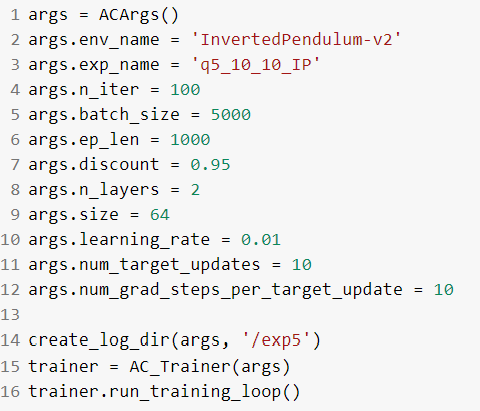 1 args = ACArgs()
2 args.env_name = 'InvertedPendulum-v2'
3 args.exp_name = 'q5_10_10_IP'
4 args.n_iter = 100
5 args.batch_size = 5000
6 args.ep_len = 1000
7 args.discount = 0.95
8 args.n_layers = 2
9 args.size = 64
10 args.learning_rate = 0.01
11 args.num_target_updates = 10
12 args.num_grad_steps_per_target_update = 10
13
14 create_log_dir(args, '/exp5')
15 trainer = AC_Trainer(args)
16 trainer.run_training_loop()